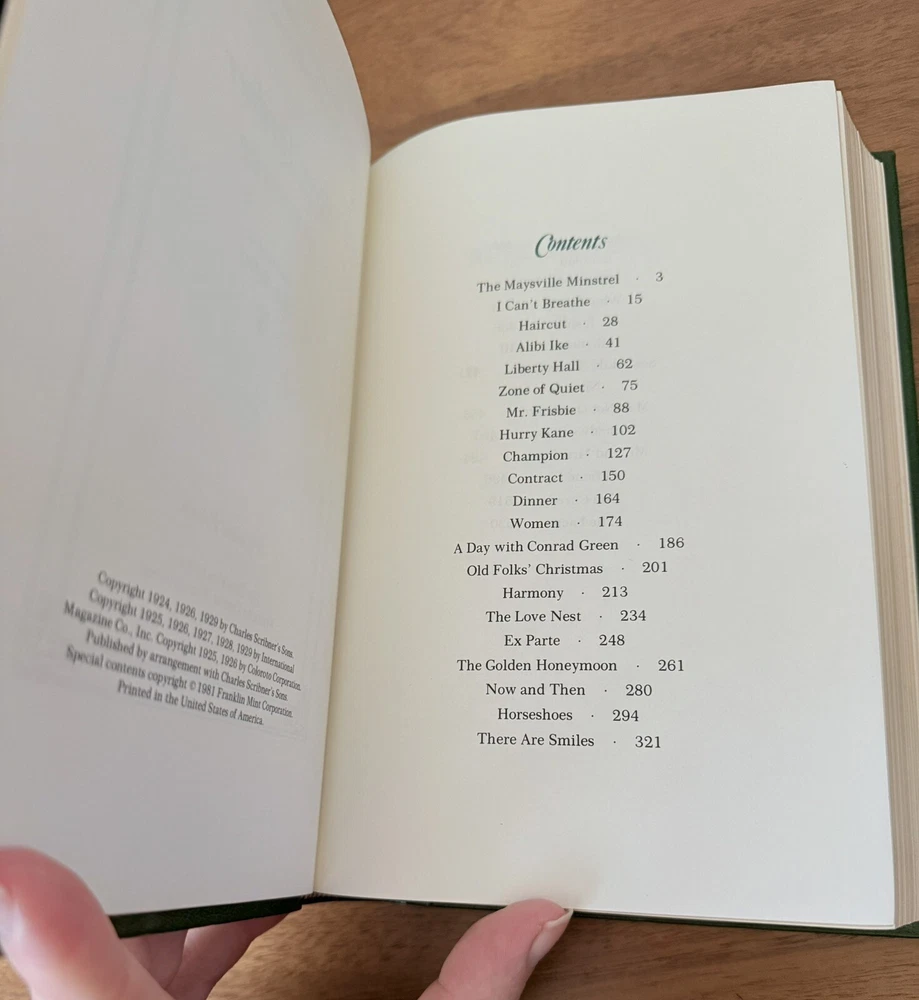 Copyright 1924, 1926, 1929 by Charles Scribner's Sons.
Copyright 1925, 1926, 1927, 1928, 1929 by International
Magazine Co., Inc. Copyright 1925, 1926 by Coloroto Corporation.
Published by arrangement with Charles Scribner's Sons.
Special contents copyright © 1981 Franklin Mint Corporation.
Printed in the United States of America.
Contents
The Maysville Minstrel · 3
I Can't Breathe · 15
Haircut · 28
Alibi Ike · 41
Liberty Hall · 62
Zone of Quiet · 75
Mr. Frisbie · 88
Hurry Kane · 102
Champion · 127
Contract · 150
Dinner · 164
Women · 174
A Day with Conrad Green · 186
Old Folks' Christmas · 201
Harmony · 213
The Love Nest · 234
Ex Parte · 248
The Golden Honeymoon · 261
Now and Then · 280
Horseshoes · 294
There Are Smiles · 321